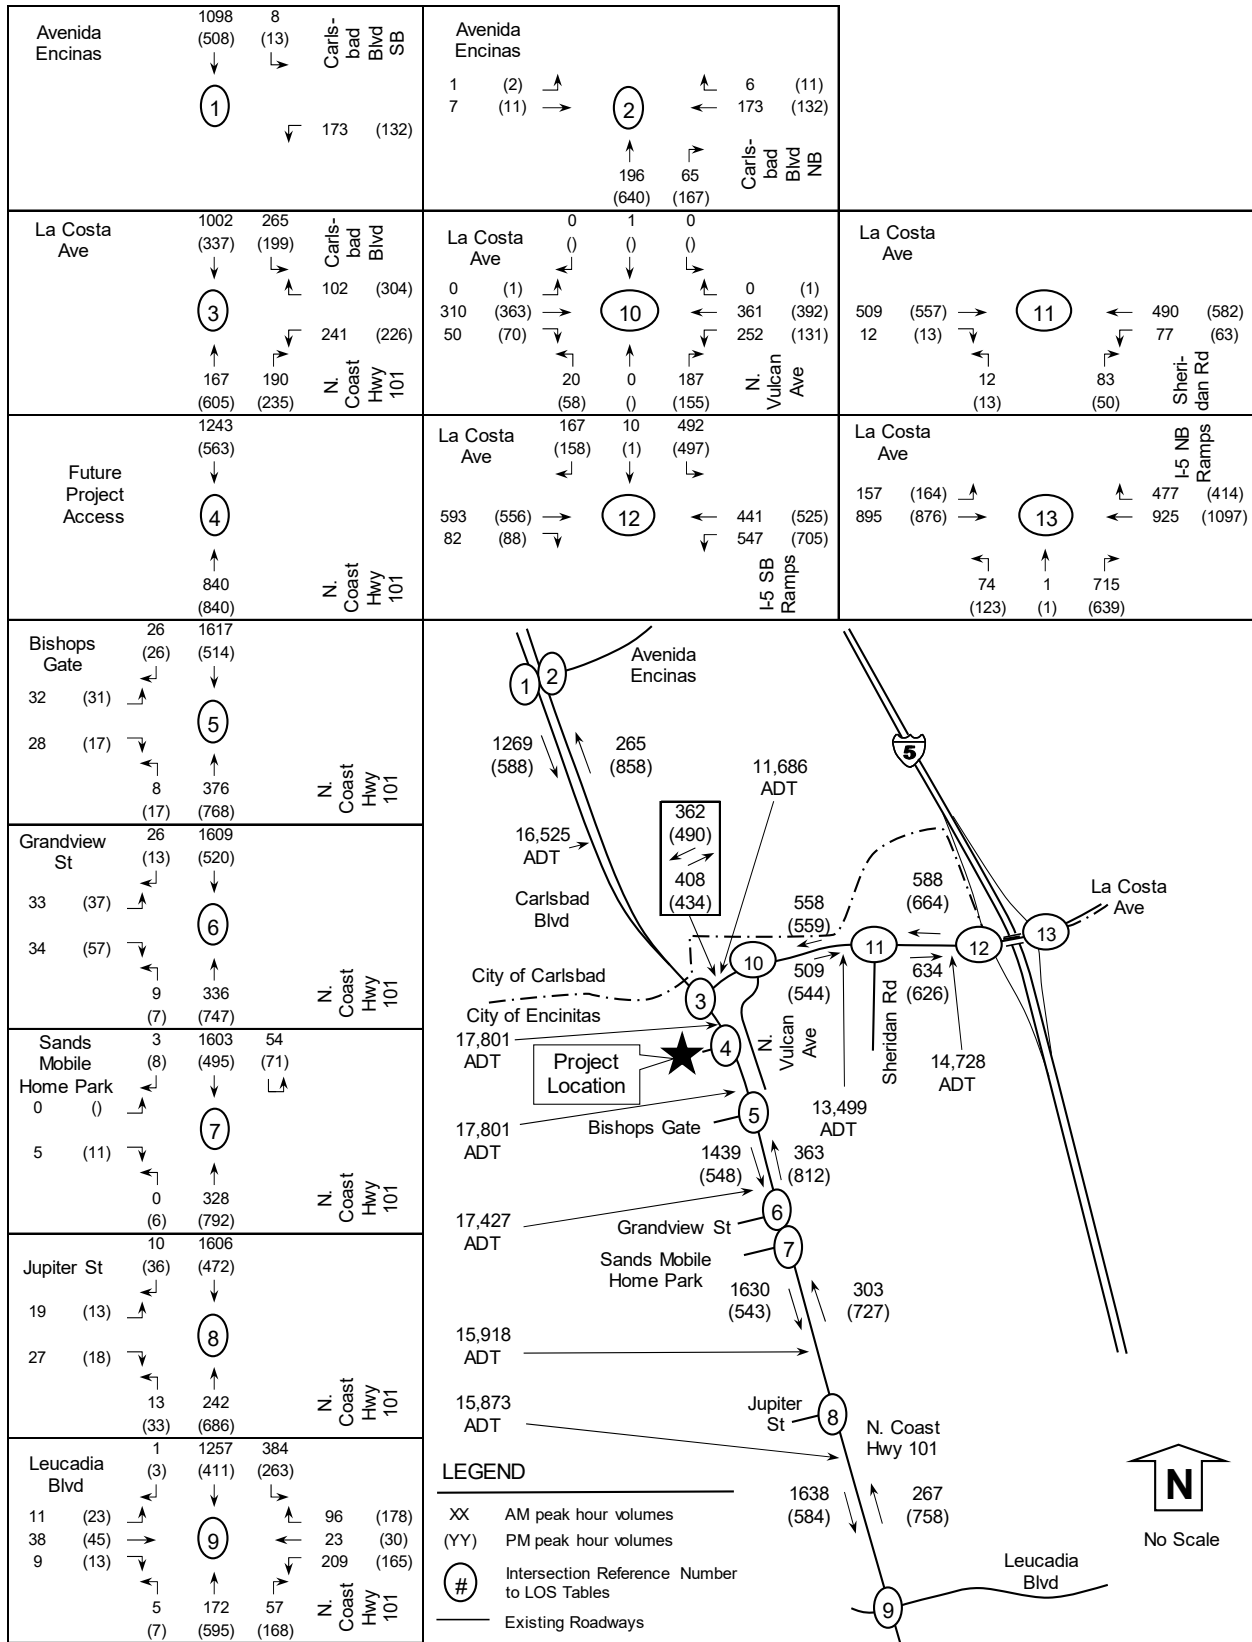 Avenida
Encinas
1098 8
(508) (13)
Carls-
bad
Blvd
SB
1
173 (132)
Avenida
Encinas
1 (2)
7 (11)
2
6 (11)
173 (132)
196 65
(640) (167)
Carls-
bad
Blvd
NB
La Costa
Ave
1002 265
(337) (199)
Carls-
bad
Blvd
3
102 (304)
241 (226)
167 190
(605) (235)
N.
Coast
Hwy
101
La Costa
Ave
0 1 0
() () ()
0 (1)
310 (363)
50 (70)
10
0 (1)
361 (392)
252 (131)
20 0 187
(58) () (155)
N.
Vulcan
Ave
La Costa
Ave
509 (557)
12 (13)
11
490 (582)
77 (63)
12 83
(13) (50)
Sheri-
dan Rd
Future
Project
Access
1243
(563)
4
840
(840)
N.
Coast
Hwy
101
La Costa
Ave
167 10 492
(158) (1) (497)
593 (556)
82 (88)
12
441 (525)
547 (705)
I-5 SB
Ramps
La Costa
Ave
I-5 NB
Ramps
157 (164)
895 (876)
13
477 (414)
925 (1097)
74 1 715
(123) (1) (639)
Bishops
Gate
26 1617
(26) (514)
32 (31)
28 (17)
5
8 376
(17) (768)
N.
Coast
Hwy
101
Grandview
St
26 1609
(13) (520)
33 (37)
34 (57)
6
9 336
(7) (747)
N.
Coast
Hwy
101
Sands
Mobile
Home Park
3 1603 54
(8) (495) (71)
0 ()
5 (11)
7
0 328
(6) (792)
N.
Coast
Hwy
101
Jupiter St
10 1606
(36) (472)
19 (13)
27 (18)
8
13 242
(33) (686)
N.
Coast
Hwy
101
Leucadia
Blvd
1 1257 384
(3) (411) (263)
11 (23)
38 (45)
9 (13)
9
96 (178)
23 (30)
209 (165)
5 172 57
(7) (595) (168)
N.
Coast
Hwy
101
1
2
Avenida
Encinas
5
1269
(588)
265
(858)
11,686
ADT
16,525
ADT
362
(490)
408
(434)
Carlsbad
Blvd
558
(559)
588
(664)
La Costa
Ave
10
11
12
13
509
(544)
634
(626)
City of Carlsbad
City of Encinitas
3
N.
Vulcan
Ave
Sheridan Rd
17,801
ADT
4
Project
Location
14,728
ADT
13,499
ADT
17,801
ADT
5
Bishops Gate
1439
(548)
363
(812)
17,427
ADT
6
Grandview St
7
Sands Mobile
Home Park
1630
(543)
303
(727)
15,918
ADT
15,873
ADT
Jupiter
St
8
N. Coast
Hwy 101
1638
(584)
267
(758)
N
No Scale
Leucadia
Blvd
9
LEGEND
XX AM peak hour volumes
(YY) PM peak hour volumes
# Intersection Reference Number
to LOS Tables
Existing Roadways